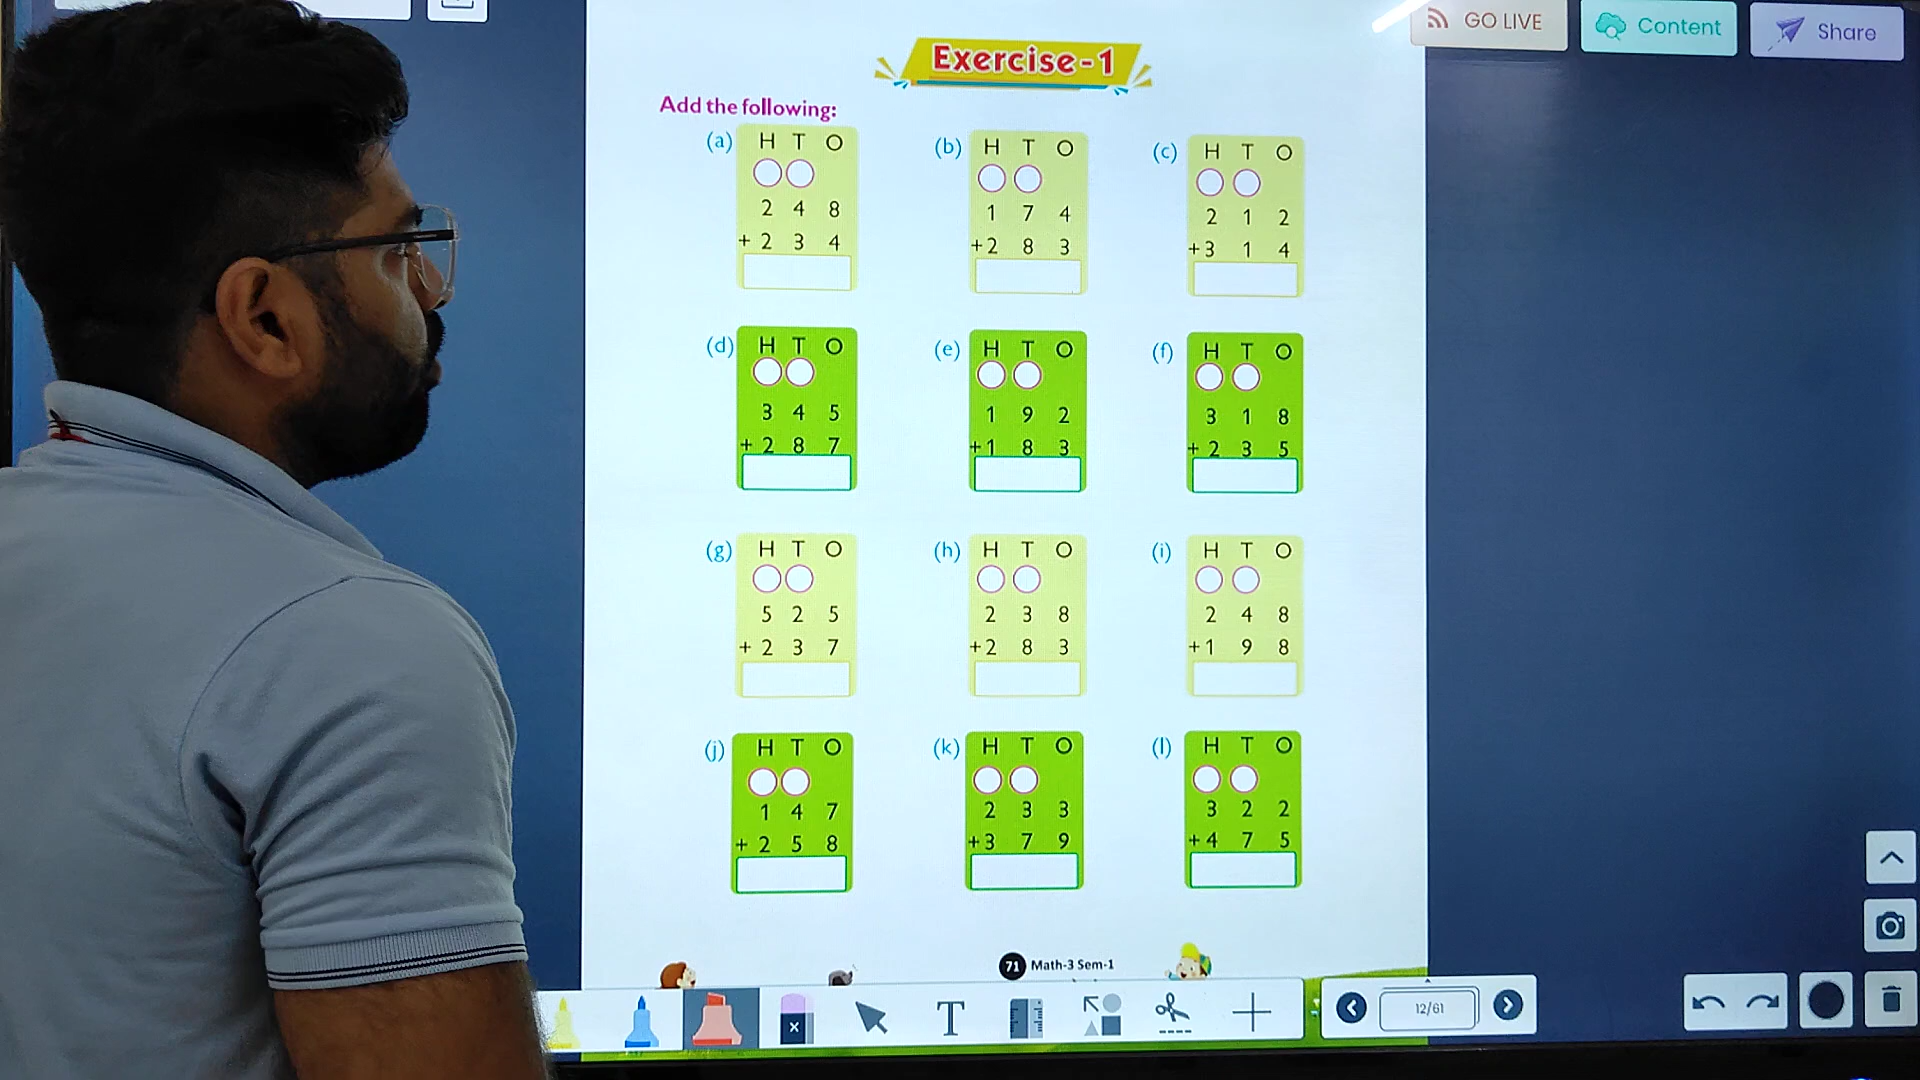 GO LIVE
Content
Share
Exercise-1
Add the following:
(a) H T O
2 4 8
+ 2 3 4
(b) H T O
1 7 4
+2 8 3
(c) H T O
2 1 2
+3 1 4
(d) H T O
3 4 5
+ 2 8 7
(e) H T O
1 9 2
+1 8 3
(f) H T O
3 1 8
+ 2 3 5
(g) H T O
5 2 5
+ 2 3 7
(h) H T O
2 3 8
+2 8 3
(i) H T O
2 4 8
+1 9 8
(j) H T O
1 4 7
+ 2 5 8
(k) H T O
2 3 3
+3 7 9
(l) H T O
3 2 2
+ 4 7 5
71 Math-3 Sem-1
T
12/61